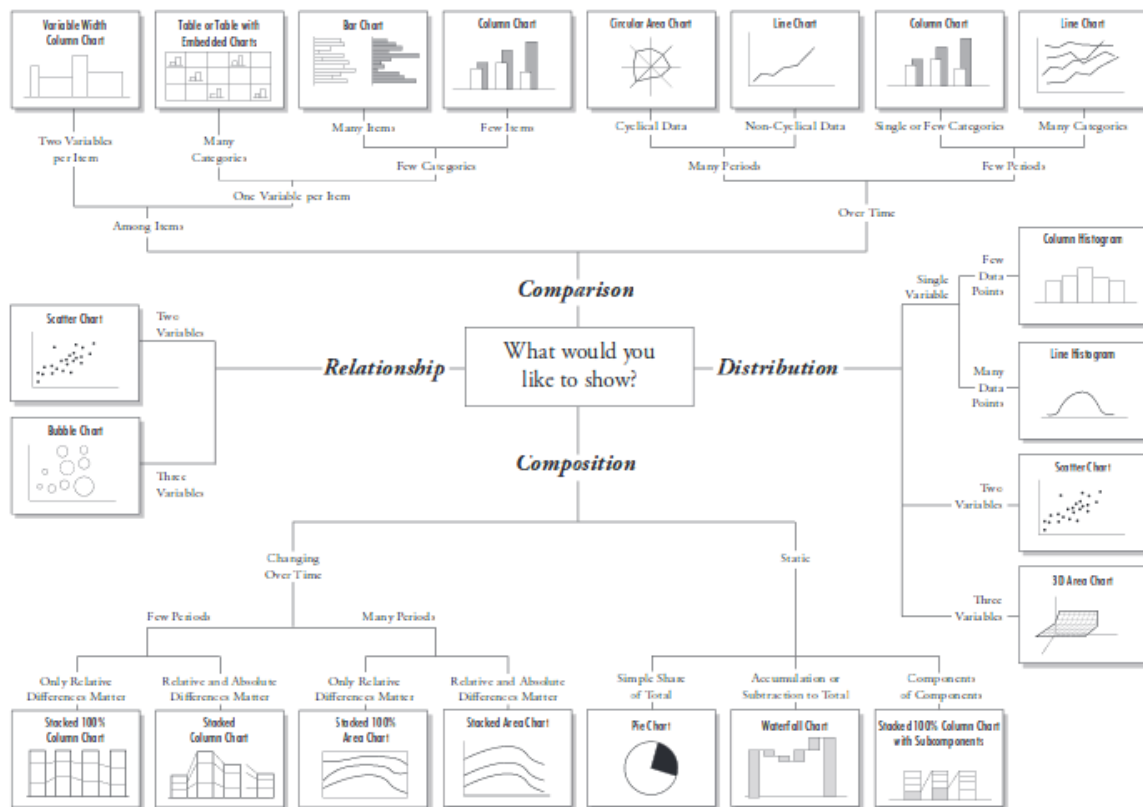 Variable Width
Column Chart
Table or Table with
Embedded Charts
Bar Chart
Column Chart
Circular Area Chart
Line Chart
Column Chart
Line Chart
Two Variables
per Item
Many
Categories
Many Items
Few Items
Cyclical Data
Non-Cyclical Data
Single or Few Categories
Many Categories
Few Categories
Many Periods
Few Periods
One Variable per Item
Among Items
Over Time
Comparison
What would you
like to show?
Relationship
Two
Variables
Scatter Chart
Bubble Chart
Three
Variables
Distribution
Single
Variable
Few
Data
Points
Column Histogram
Many
Data
Points
Line Histogram
Two
Variables
Scatter Chart
Three
Variables
3D Area Chart
Composition
Changing
Over Time
Static
Few Periods
Many Periods
Only Relative
Differences Matter
Relative and Absolute
Differences Matter
Only Relative
Differences Matter
Relative and Absolute
Differences Matter
Simple Share
of Total
Accumulation or
Subtraction to Total
Components
of Components
Stacked 100%
Column Chart
Stacked
Column Chart
Stacked 100%
Area Chart
Stacked Area Chart
Pie Chart
Waterfall Chart
Stacked 100% Column Chart
with Subcomponents